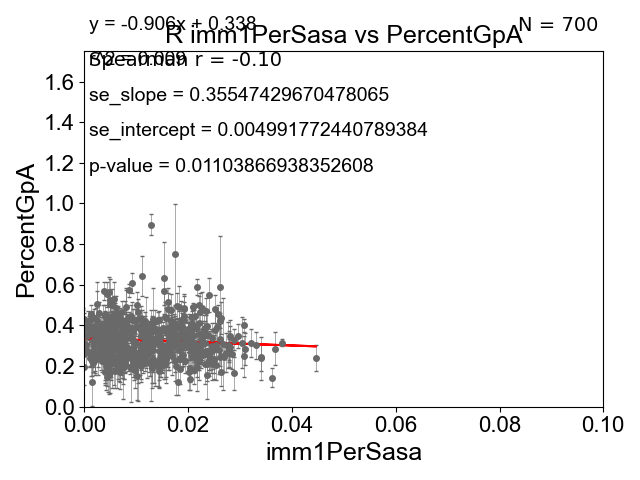 y = -0.906x + 0.338
N = 700
R imm1PerSasa vs PercentGpA
Spearman r = -0.10
se_slope = 0.35547429670478065
se_intercept = 0.004991772440789384
p-value = 0.01103866938352608
PercentGpA
1.6
1.4
1.2
1.0
0.8
0.6
0.4
0.2
0.0
0.00 0.02 0.04 0.06 0.08 0.10
imm1PerSasa